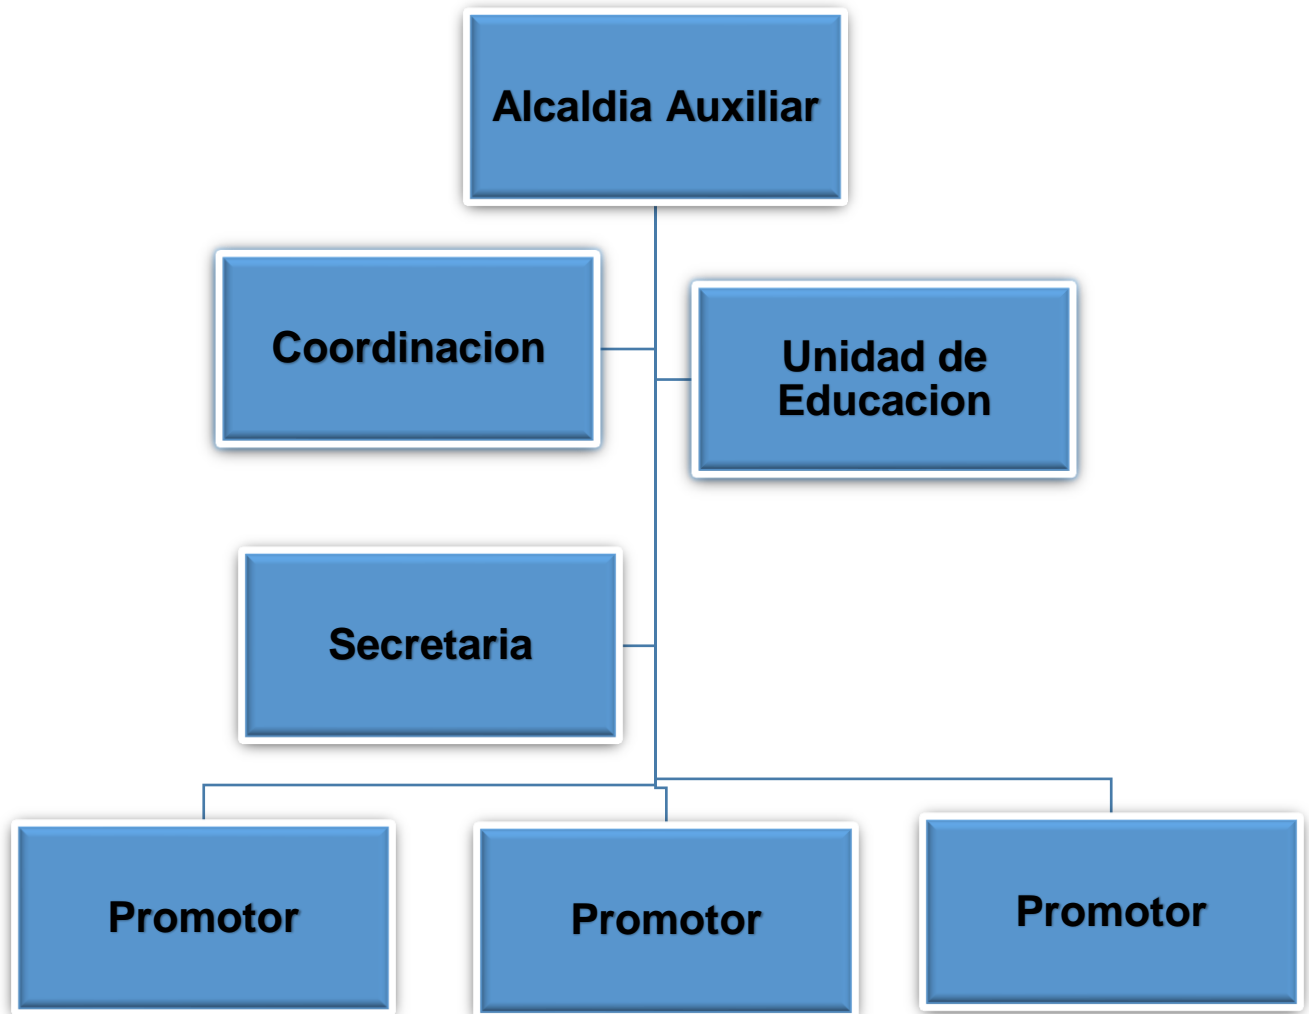 Alcaldia Auxiliar
Coordinacion
Unidad de
Educacion
Secretaria
Promotor
Promotor
Promotor